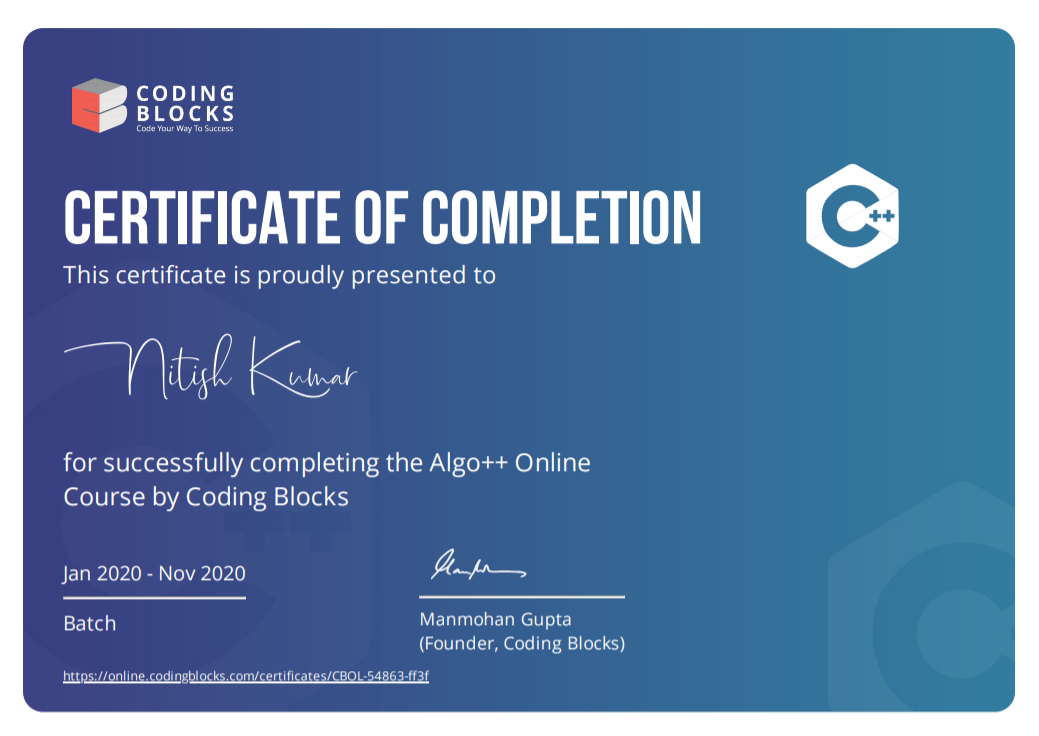 CODING
BLOCKS
Code Your Way To Success
CERTIFICATE OF COMPLETION
C++
This certificate is proudly presented to
Nitish Kumar
for successfully completing the Algo++ Online
Course by Coding Blocks
Jan 2020 - Nov 2020
Batch
Manmohan Gupta
(Founder, Coding Blocks)
https://online.codingblocks.com/certificates/CBOL-54863-ff3f